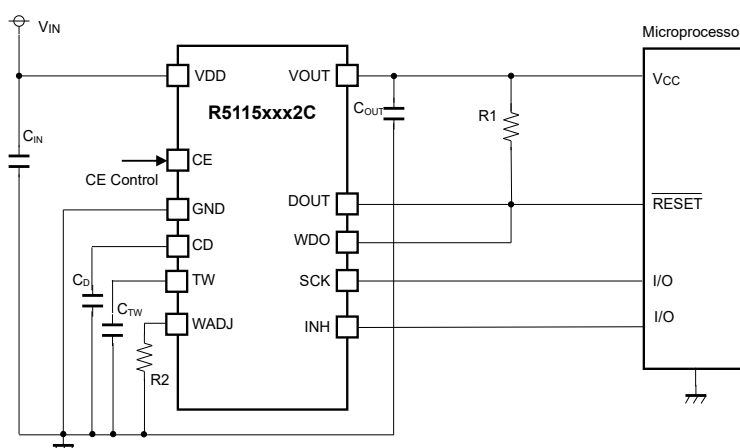 VIN
Microprocesso
VDD
VOUT
VCC
R5115xxx2C
COUT
R1
CIN
CE
CE Control
GND
DOUT
RESET
CD
WDO
CD
TW
SCK
I/O
CTW
WADJ
INH
I/O
R2